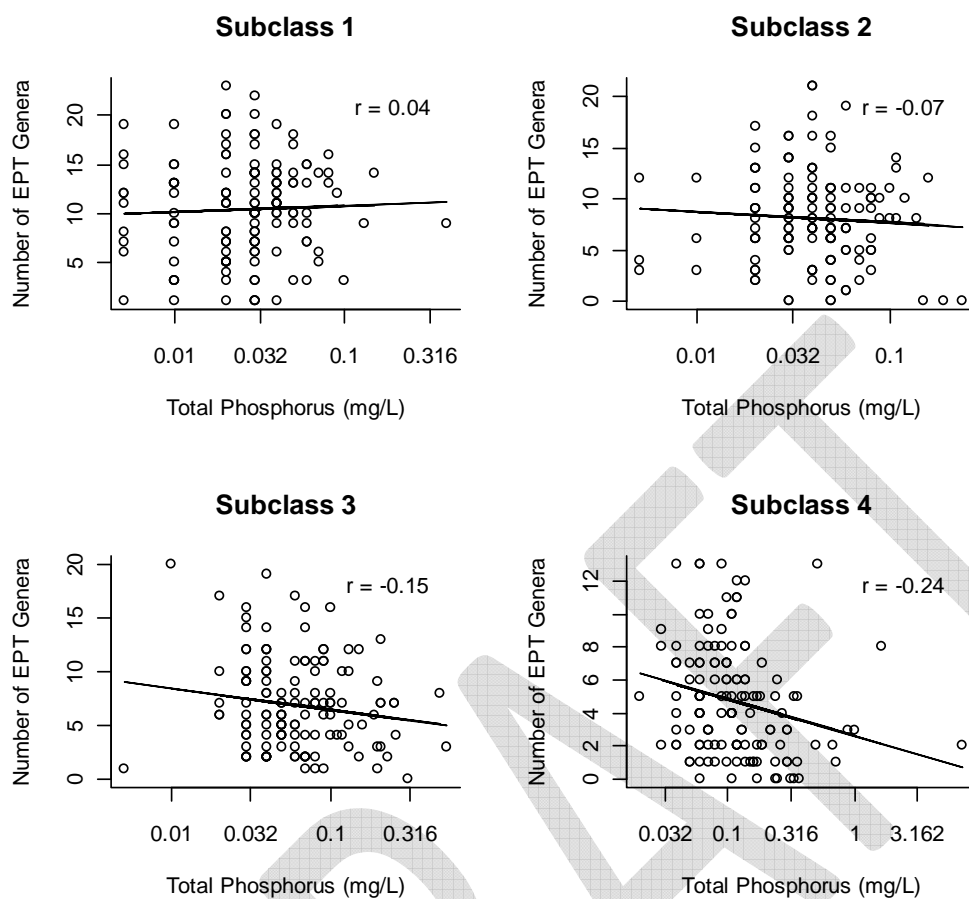 Subclass 1
Number of EPT Genera
5
10
15
20
r = 0.04
0.01
0.032
0.1
0.316
Total Phosphorus (mg/L)
Subclass 2
Number of EPT Genera
0
5
10
15
20
r = -0.07
0.01
0.032
0.1
Total Phosphorus (mg/L)
Subclass 3
Number of EPT Genera
0
5
10
15
20
r = -0.15
0.01
0.032
0.1
0.316
Total Phosphorus (mg/L)
Subclass 4
Number of EPT Genera
0
2
4
6
8
12
r = -0.24
0.032
0.1
0.316
1
3.162
Total Phosphorus (mg/L)
DRAFT